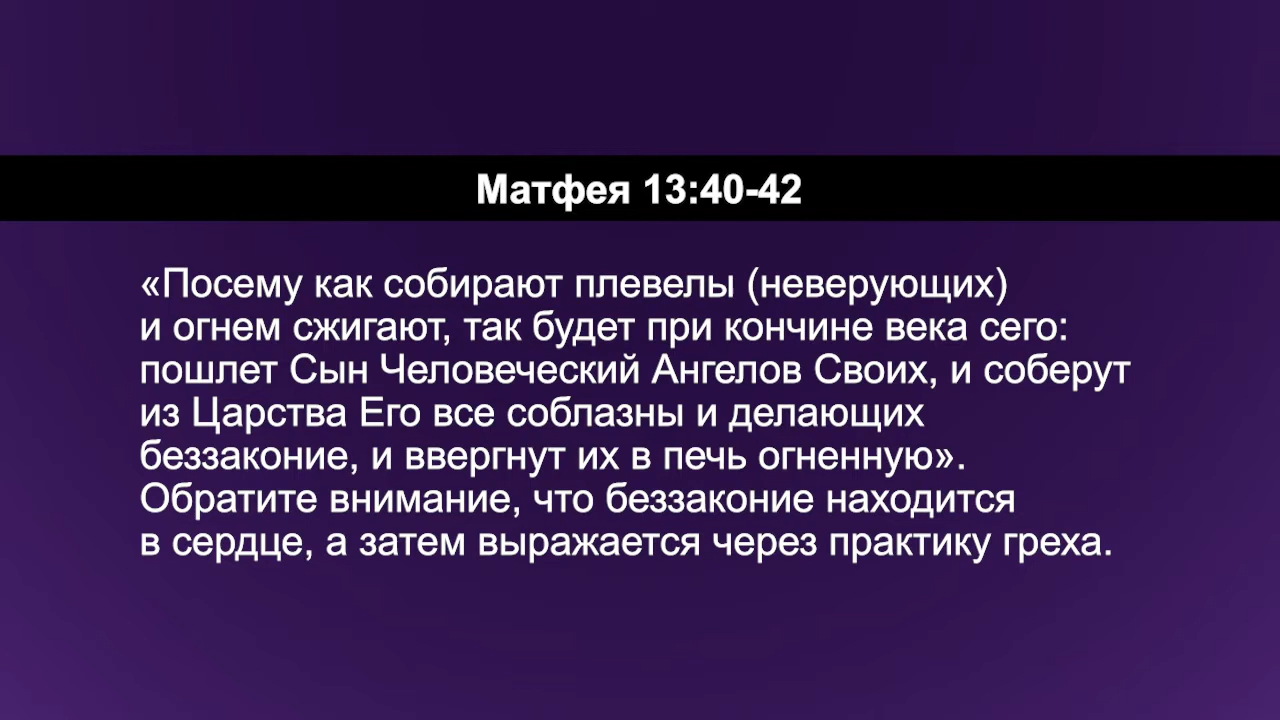 Матфея 13:40-42
«Посему как собирают плевелы (неверующих)
и огнем сжигают, так будет при кончине века сего:
пошлет Сын Человеческий Ангелов Своих, и соберут
из Царства Его все соблазны и делающих
беззаконие, и ввергнут их в печь огненную».
Обратите внимание, что беззаконие находится
в сердце, а затем выражается через практику греха.